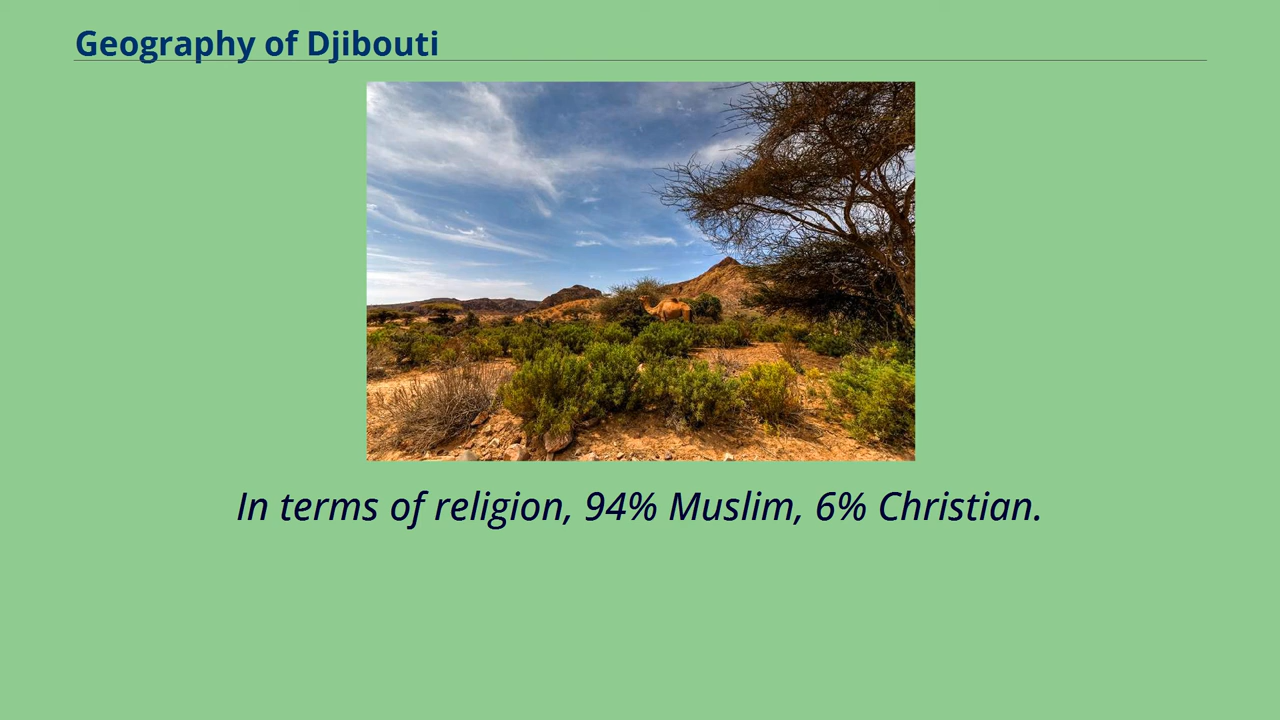 Geography of Djibouti
In terms of religion, 94% Muslim, 6% Christian.